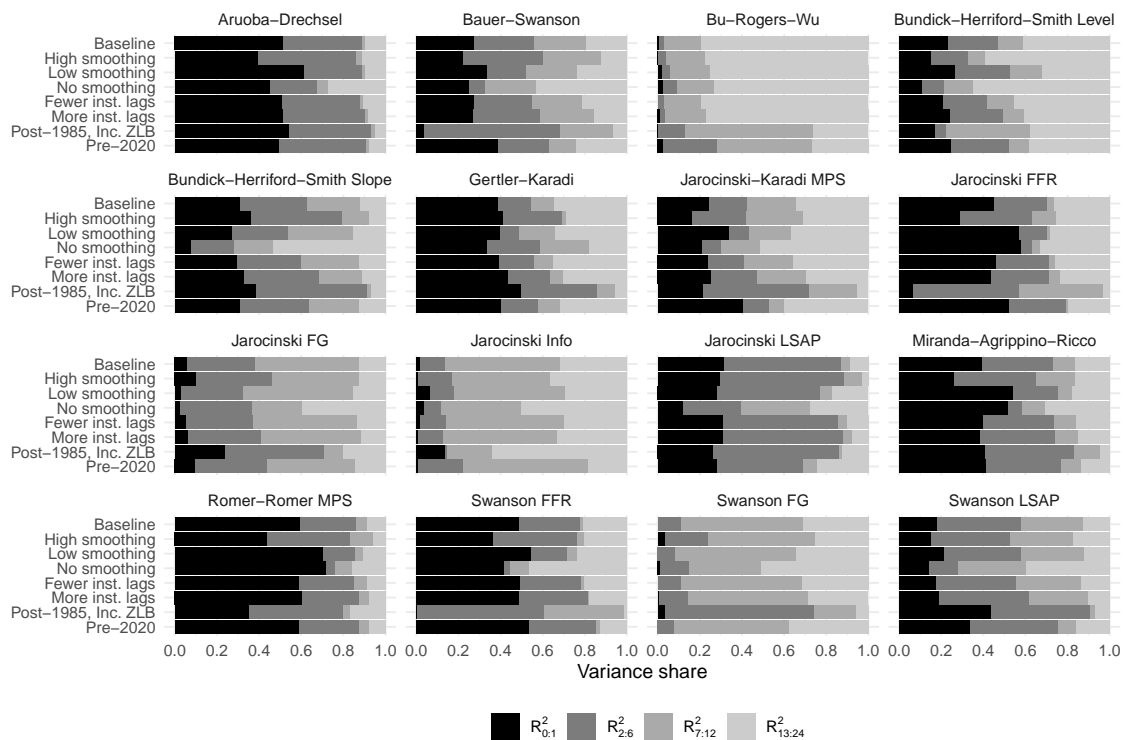 Aruoba−Drechsel Bauer−Swanson Bu−Rogers−Wu Bundick−Herriford−Smith Level
Baseline
High smoothing
Low smoothing
No smoothing
Fewer inst. lags
More inst. lags
Post−1985, Inc. ZLB
Pre−2020
Bundick−Herriford−Smith Slope Gertler−Karadi Jarocinski−Karadi MPS Jarocinski FFR
Baseline
High smoothing
Low smoothing
No smoothing
Fewer inst. lags
More inst. lags
Post−1985, Inc. ZLB
Pre−2020
Jarocinski FG Jarocinski Info Jarocinski LSAP Miranda−Agrippino−Ricco
Baseline
High smoothing
Low smoothing
No smoothing
Fewer inst. lags
More inst. lags
Post−1985, Inc. ZLB
Pre−2020
Romer−Romer MPS Swanson FFR Swanson FG Swanson LSAP
Baseline
High smoothing
Low smoothing
No smoothing
Fewer inst. lags
More inst. lags
Post−1985, Inc. ZLB
Pre−2020
0.0 0.2 0.4 0.6 0.8 1.0 0.0 0.2 0.4 0.6 0.8 1.0 0.0 0.2 0.4 0.6 0.8 1.0 0.0 0.2 0.4 0.6 0.8 1.0
Variance share
R²0:1 R²2:6 R²7:12 R²13:24